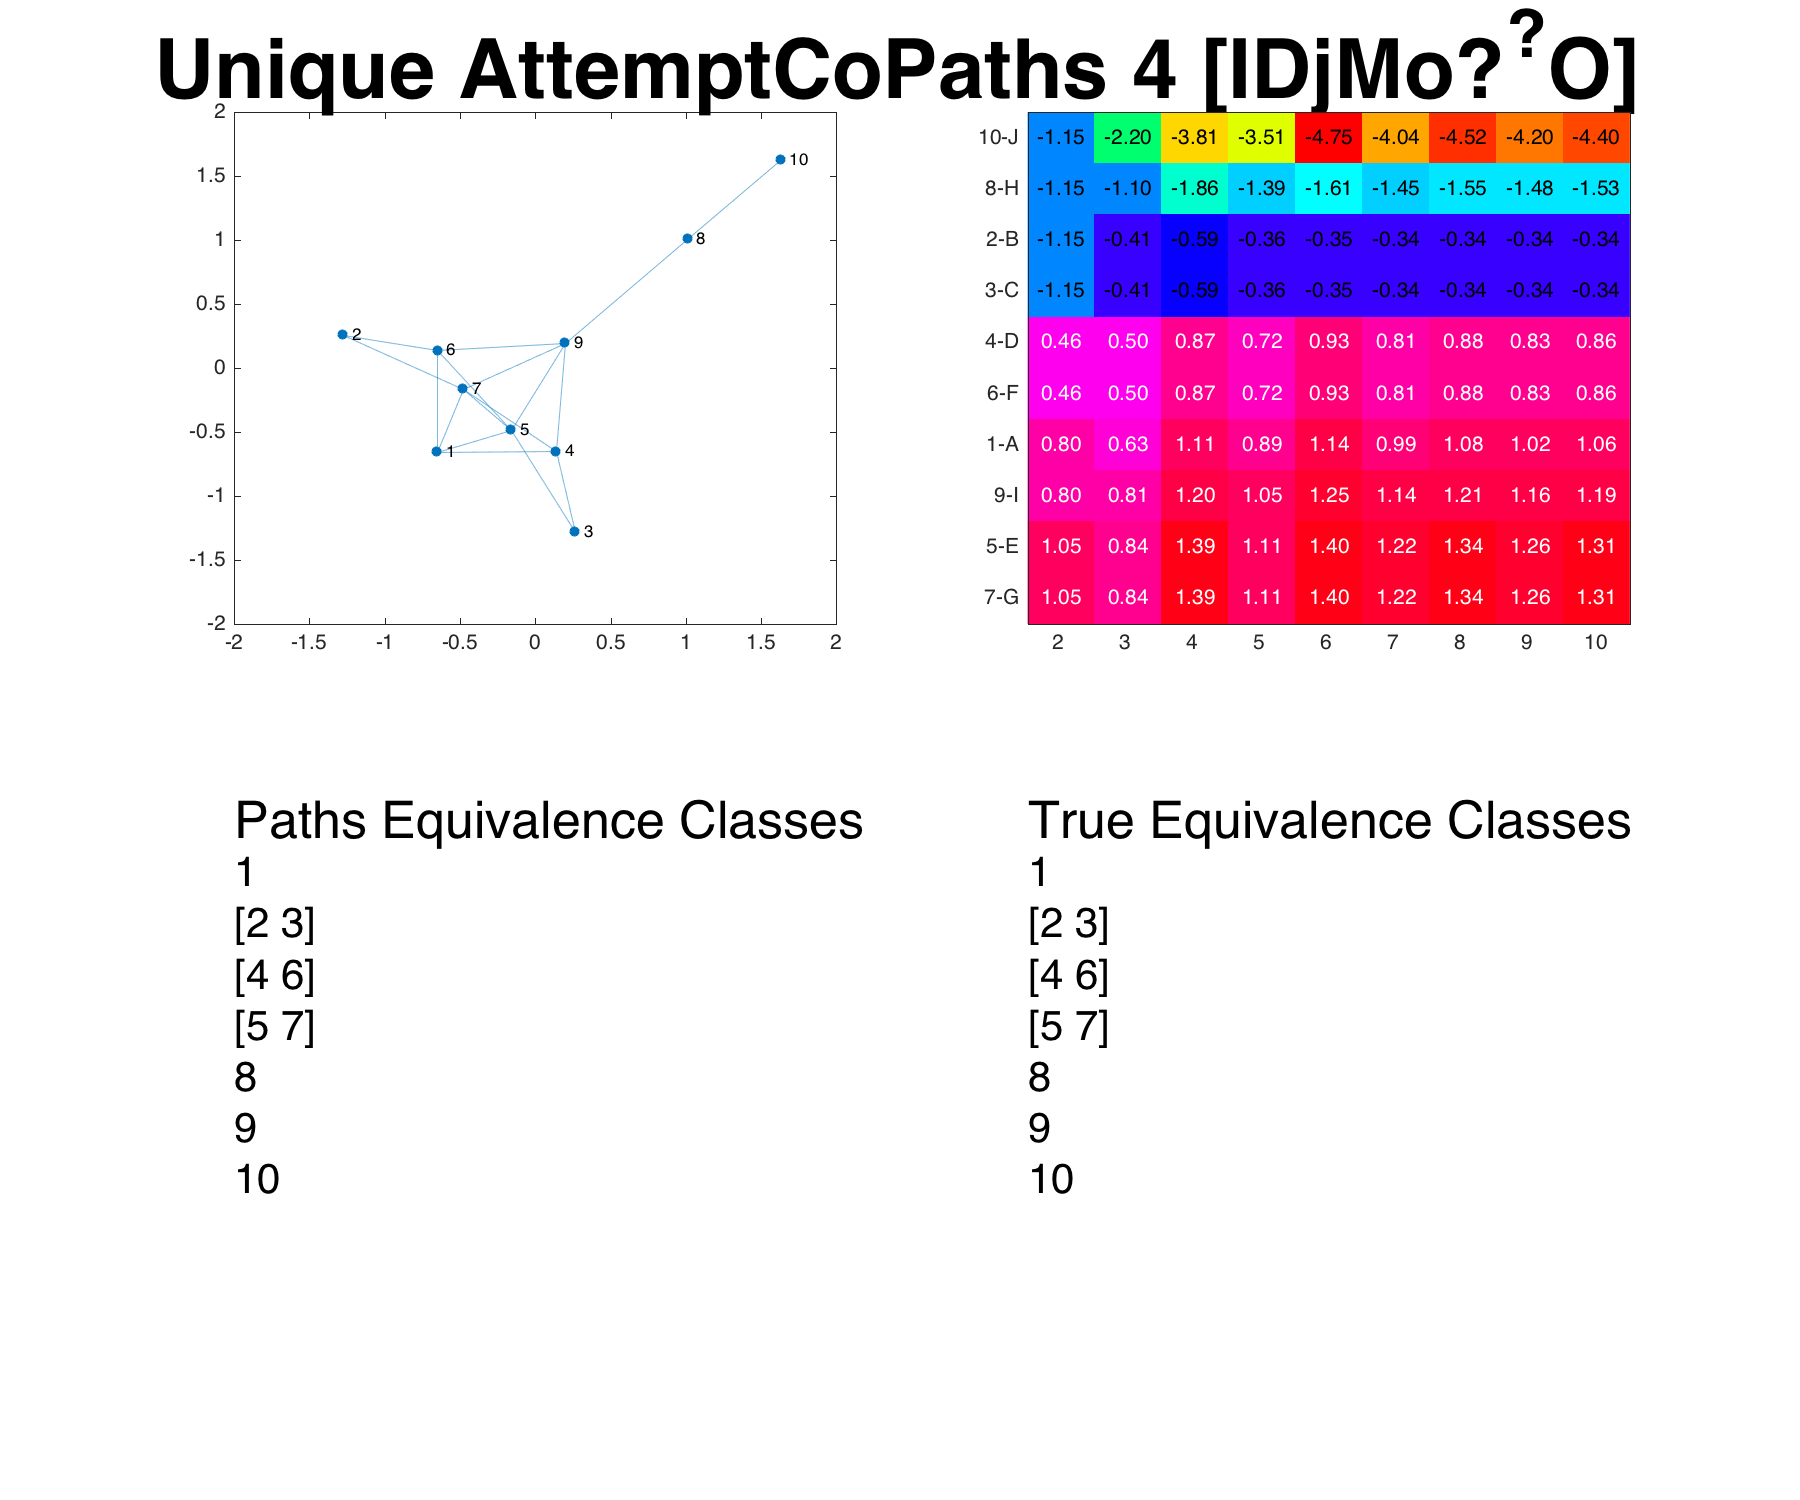 Unique AttemptCoPaths 4 [IDjMo?^?O]
2
1.5
1
0.5
0
-0.5
-1
-1.5
-2
-2 -1.5 -1 -0.5 0 0.5 1 1.5 2
10
8
2
6
9
7
5
1
4
3
10-J -1.15 -2.20 -3.81 -3.51 -4.75 -4.04 -4.52 -4.20 -4.40
8-H -1.15 -1.10 -1.86 -1.39 -1.61 -1.45 -1.55 -1.48 -1.53
2-B -1.15 -0.41 -0.59 -0.36 -0.35 -0.34 -0.34 -0.34 -0.34
3-C -1.15 -0.41 -0.59 -0.36 -0.35 -0.34 -0.34 -0.34 -0.34
4-D 0.46 0.50 0.87 0.72 0.93 0.81 0.88 0.83 0.86
6-F 0.46 0.50 0.87 0.72 0.93 0.81 0.88 0.83 0.86
1-A 0.80 0.63 1.11 0.89 1.14 0.99 1.08 1.02 1.06
9-I 0.80 0.81 1.20 1.05 1.25 1.14 1.21 1.16 1.19
5-E 1.05 0.84 1.39 1.11 1.40 1.22 1.34 1.26 1.31
7-G 1.05 0.84 1.39 1.11 1.40 1.22 1.34 1.26 1.31
2 3 4 5 6 7 8 9 10
Paths Equivalence Classes
1
[2 3]
[4 6]
[5 7]
8
9
10
True Equivalence Classes
1
[2 3]
[4 6]
[5 7]
8
9
10